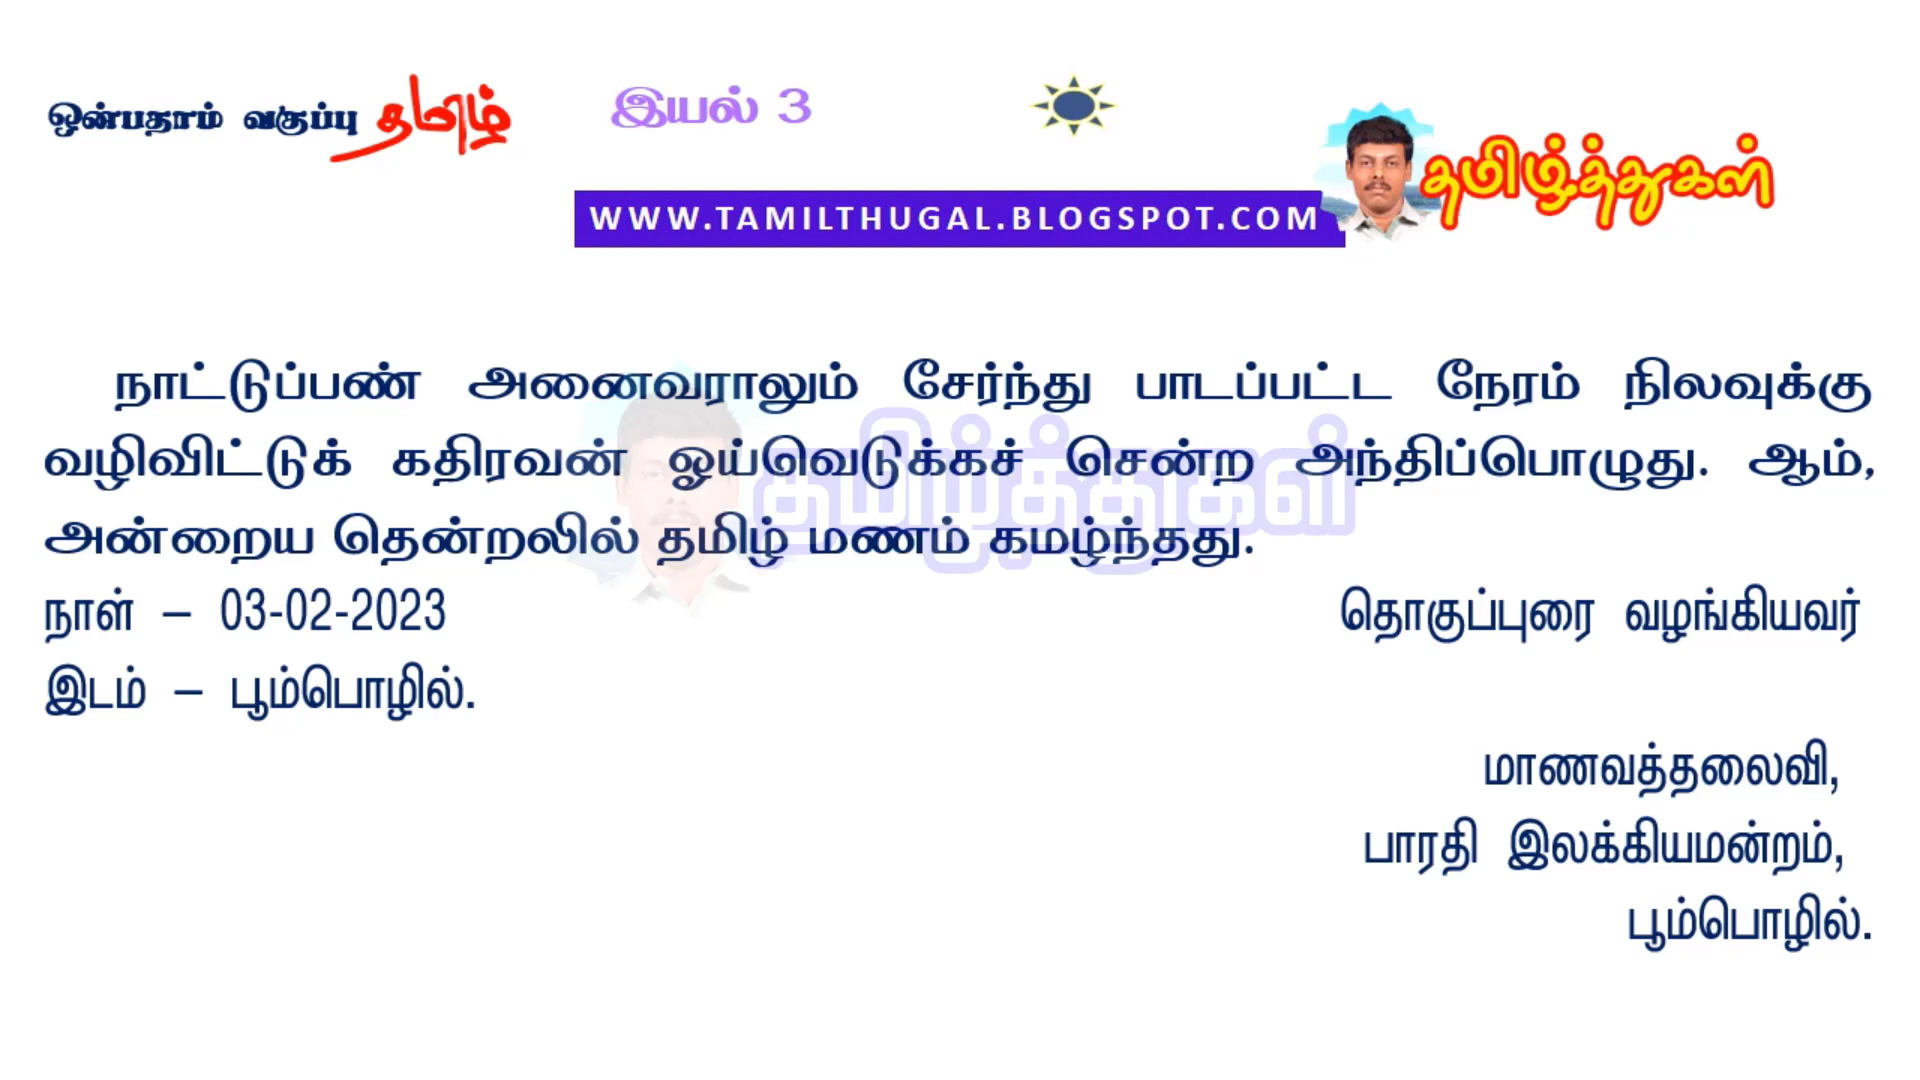 ஒன்பதாம் வகுப்பு தமிழ் இயல் 3
தமிழ்த்துகள்
WWW.TAMILTHUGAL.BLOGSPOT.COM
நாட்டுப்பண் அனைவராலும் சேர்ந்து பாடப்பட்ட நேரம் நிலவுக்கு
வழிவிட்டுக் கதிரவன் ஓய்வெடுக்கச் சென்ற அந்திப்பொழுது. ஆம்,
அன்றைய தென்றலில் தமிழ் மணம் கமழ்ந்தது.
தமிழ்த்துகள்
நாள் – 03-02-2023 தொகுப்புரை வழங்கியவர்
இடம் – பூம்பொழில்.
மாணவத்தலைவி,
பாரதி இலக்கியமன்றம்,
பூம்பொழில்.